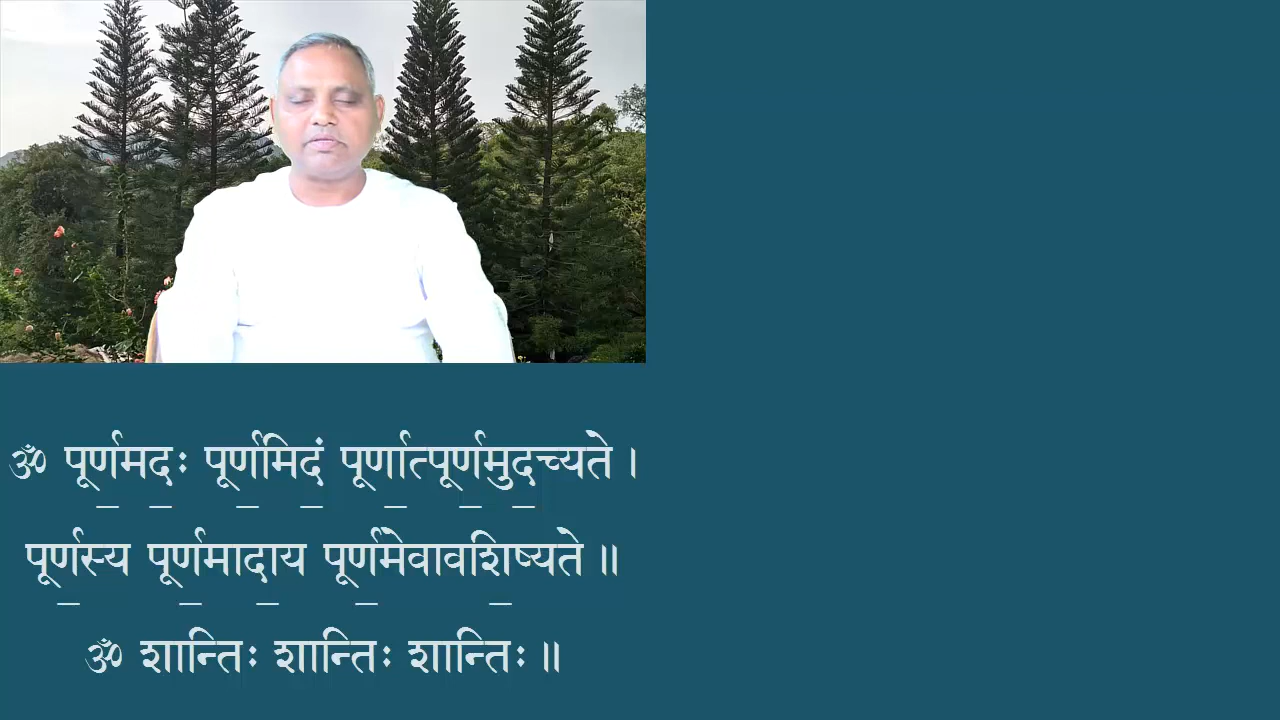 ॐ पूर्णमदः पूर्णमिदं पूर्णात्पूर्णमुदच्यते ।
पूर्णस्य पूर्णमादाय पूर्णमेवावशिष्यते ॥
ॐ शान्तिः शान्तिः शान्तिः ॥